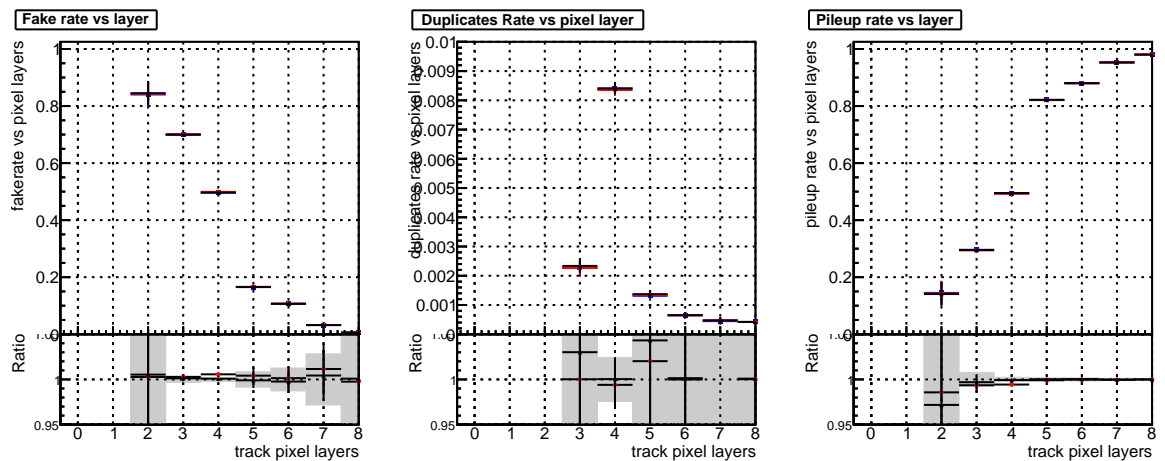 Fake rate vs layer
fakerate vs pixel layers
1
0.8
0.6
0.4
0.2
0
Ratio
1
0.95
0 1 2 3 4 5 6 7 8
track pixel layers
Duplicates Rate vs pixel layer
duplicates rate vs pixel layers
0.01
0.009
0.008
0.007
0.006
0.005
0.004
0.003
0.002
0.001
0
Ratio
1
0.95
0 1 2 3 4 5 6 7 8
track pixel layers
Pileup rate vs layer
pileup rate vs pixel layers
1
0.8
0.6
0.4
0.2
0
Ratio
1
0.95
0 1 2 3 4 5 6 7 8
track pixel layers